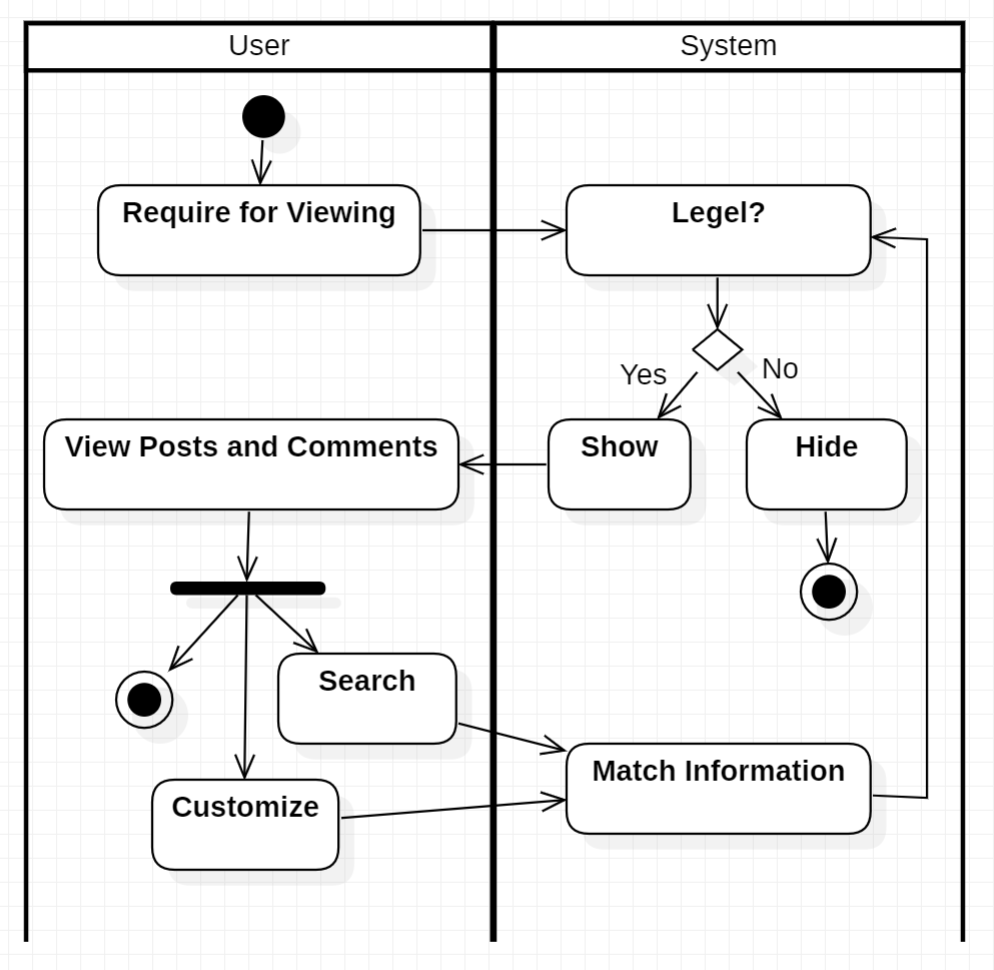 User
System
Require for Viewing
Legel?
Yes
No
View Posts and Comments
Show
Hide
Search
Match Information
Customize